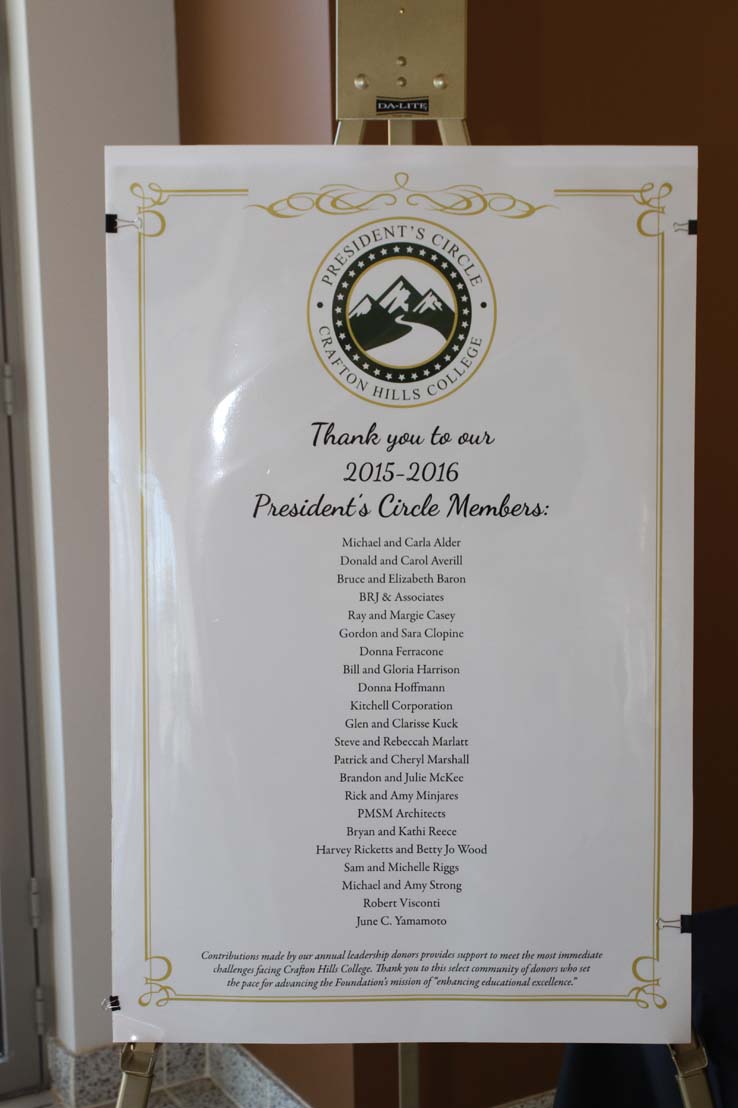 DA-LITE
PRESIDENT'S CIRCLE
CRAFTON HILLS COLLEGE
Thank you to our
2015-2016
President's Circle Members:
Michael and Carla Alder
Donald and Carol Averill
Bruce and Elizabeth Baron
BRJ & Associates
Ray and Margie Casey
Gordon and Sara Clopine
Donna Ferracone
Bill and Gloria Harrison
Donna Hoffmann
Kitchell Corporation
Glen and Clarisse Kuck
Steve and Rebeccah Marlatt
Patrick and Cheryl Marshall
Brandon and Julie McKee
Rick and Amy Minjares
PMSM Architects
Bryan and Kathi Reece
Harvey Ricketts and Betty Jo Wood
Sam and Michelle Riggs
Michael and Amy Strong
Robert Visconti
June C. Yamamoto
Contributions made by our annual leadership donors provides support to meet the most immediate
challenges facing Crafton Hills College. Thank you to this select community of donors who set
the pace for advancing the Foundation's mission of "enhancing educational excellence."